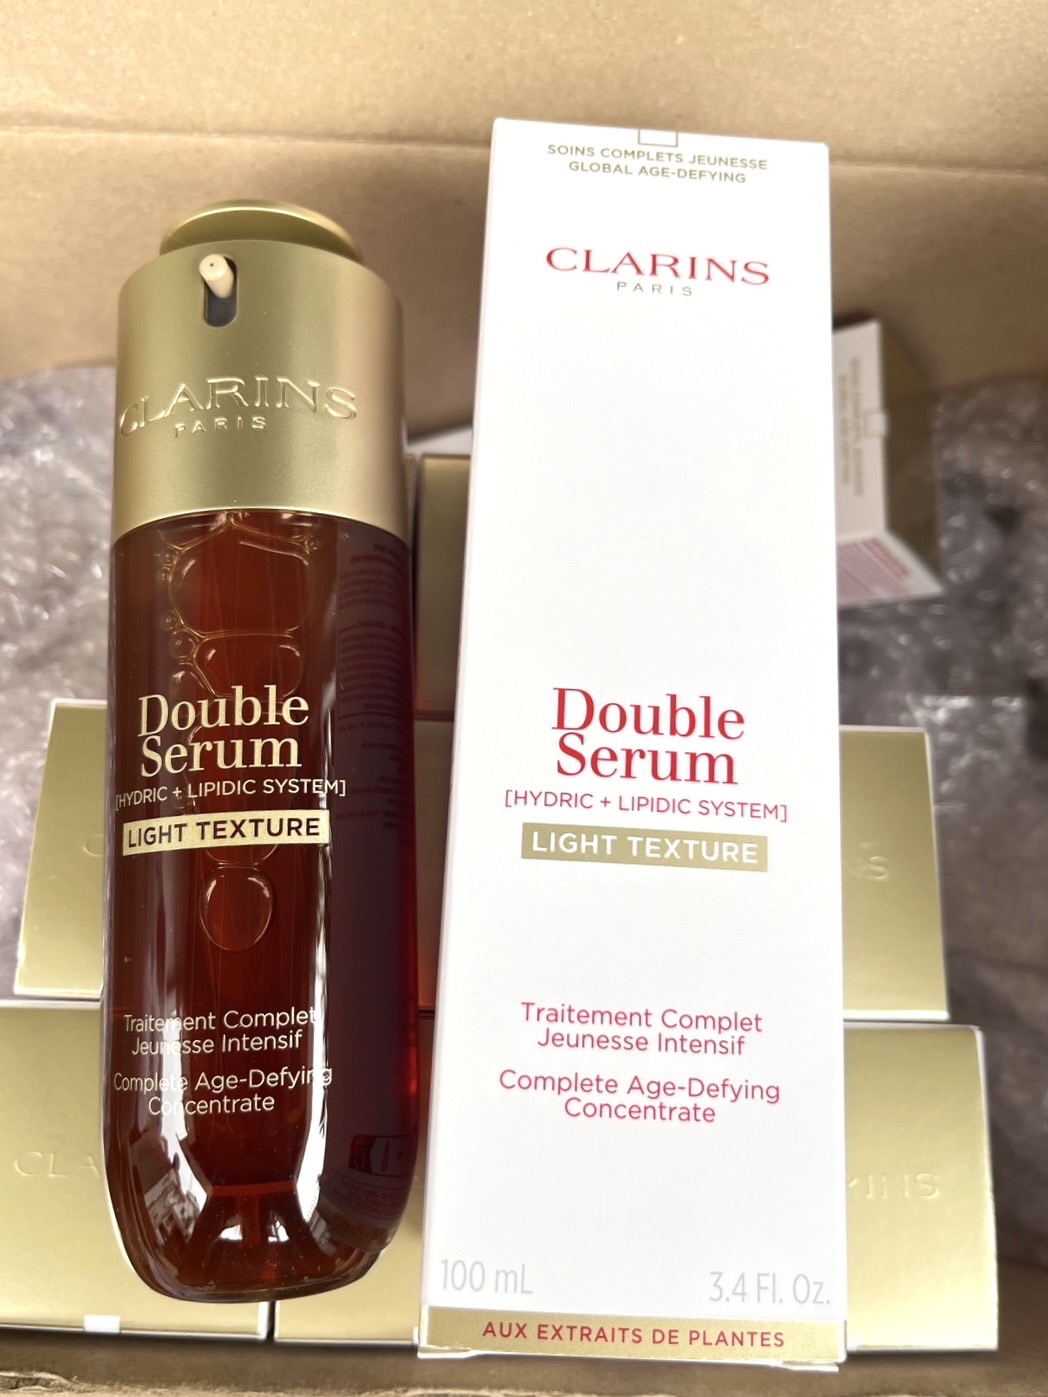 CLARINS
PARIS
Double
Serum
[HYDRIC + LIPIDIC SYSTEM]
LIGHT TEXTURE
Traitement Complet
Jeunesse Intensif
Complete Age-Defying
Concentrate
SOINS COMPLETS JEUNESSE
GLOBAL AGE-DEFYING
CLARINS
PARIS
Double
Serum
[HYDRIC + LIPIDIC SYSTEM]
LIGHT TEXTURE
Traitement Complet
Jeunesse Intensif
Complete Age-Defying
Concentrate
100 mL
3.4 Fl. Oz.
AUX EXTRAITS DE PLANTES